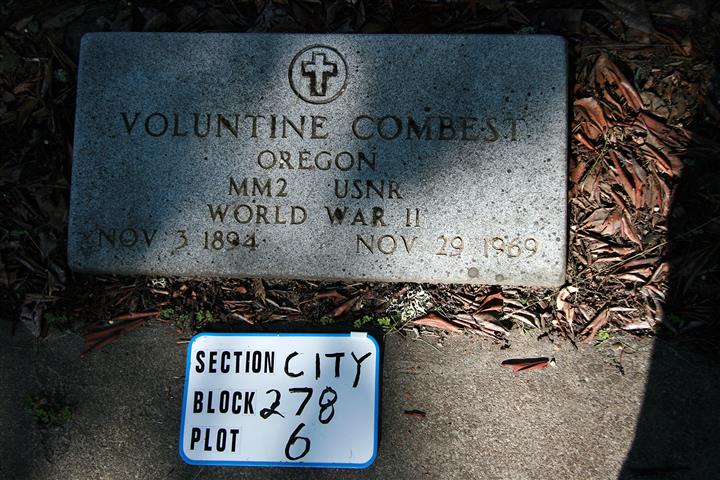 VOLUNTINE COMBEST
OREGON
MM2 USNR
WORLD WAR II
NOV 3 1894 NOV 29 1969
SECTION CITY
BLOCK 278
PLOT 6